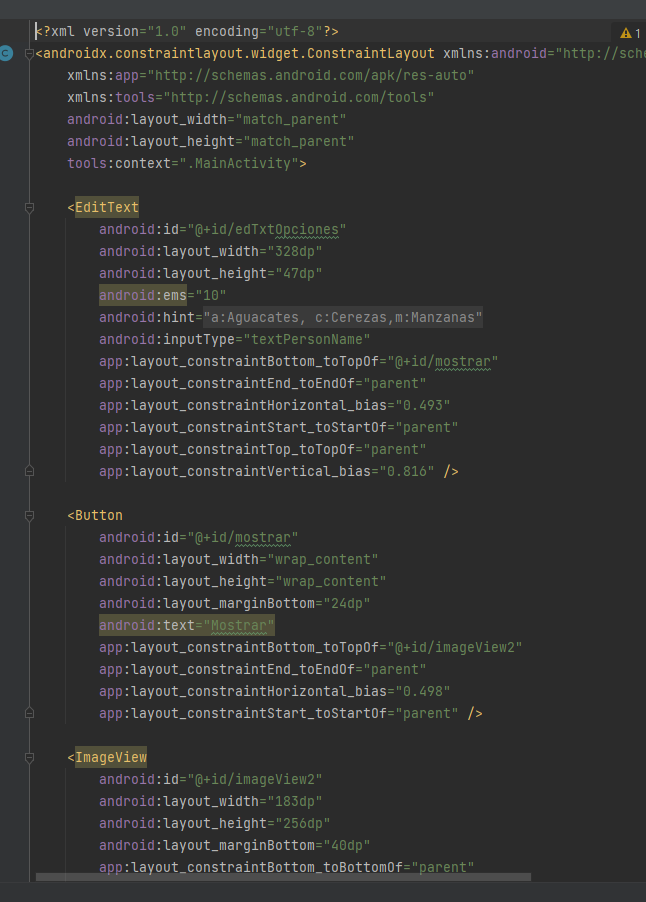 <?xml version="1.0" encoding="utf-8"?>
1
<androidx.constraintlayout.widget.ConstraintLayout xmlns:android="http://sche
xmlns:app="http://schemas.android.com/apk/res-auto"
xmlns:tools="http://schemas.android.com/tools"
android:layout_width="match_parent"
android:layout_height="match_parent"
tools:context=".MainActivity">
<EditText
android:id="@+id/edTxtOpciones"
android:layout_width="328dp"
android:layout_height="47dp"
android:ems="10"
android:hint="a:Aguacates, c:Cerezas,m:Manzanas"
android:inputType="textPersonName"
app:layout_constraintBottom_toTopOf="@+id/mostrar"
app:layout_constraintEnd_toEndOf="parent"
app:layout_constraintHorizontal_bias="0.493"
app:layout_constraintStart_toStartOf="parent"
app:layout_constraintTop_toTopOf="parent"
app:layout_constraintVertical_bias="0.816" />
<Button
android:id="@+id/mostrar"
android:layout_width="wrap_content"
android:layout_height="wrap_content"
android:layout_marginBottom="24dp"
android:text="Mostrar"
app:layout_constraintBottom_toTopOf="@+id/imageView2"
app:layout_constraintEnd_toEndOf="parent"
app:layout_constraintHorizontal_bias="0.498"
app:layout_constraintStart_toStartOf="parent" />
<ImageView
android:id="@+id/imageView2"
android:layout_width="183dp"
android:layout_height="256dp"
android:layout_marginBottom="40dp"
app:layout_constraintBottom_toBottomOf="parent"